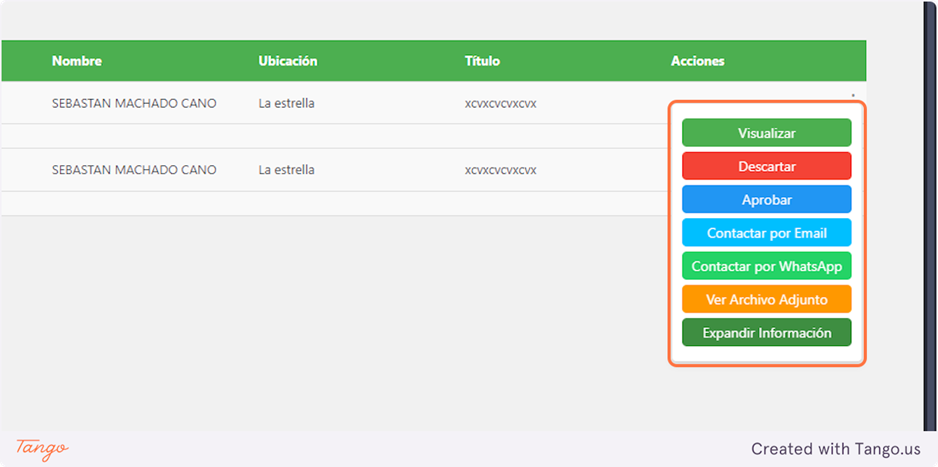 Nombre Ubicación Título Acciones
SEBASTAN MACHADO CANO La estrella xcvxcvcvxcvx
SEBASTAN MACHADO CANO La estrella xcvxcvcvxcvx
Visualizar
Descartar
Aprobar
Contactar por Email
Contactar por WhatsApp
Ver Archivo Adjunto
Expandir Información
Tango Created with Tango.us